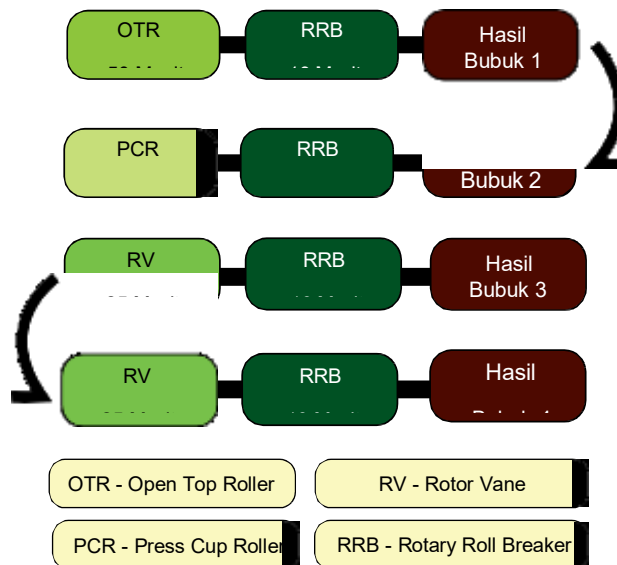 OTR
RRB
Hasil
Bubuk 1
PCR
RRB
Bubuk 2
RV
RRB
Hasil
Bubuk 3
RV
RRB
Hasil
OTR - Open Top Roller
RV - Rotor Vane
PCR - Press Cup Roller
RRB - Rotary Roll Breaker